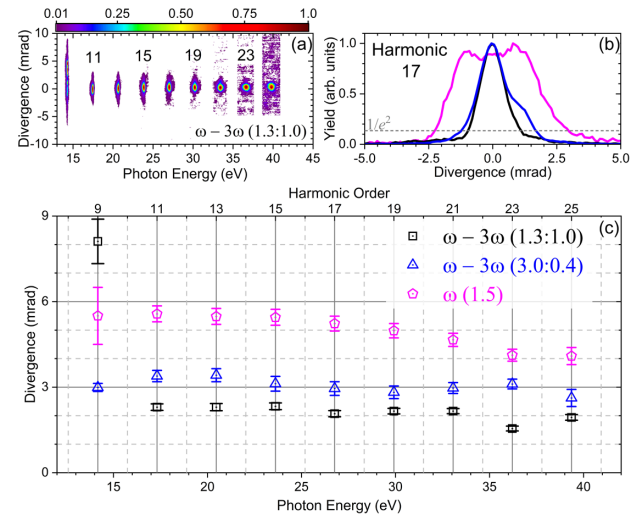 0.01 0.25 0.50 0.75 1.0
(a)
10
5
0
-5
-10
Divergence (mrad)
11 15 19 23
ω – 3ω (1.3:1.0)
15 20 25 30 35 40 45
Photon Energy (eV)
(b)
Harmonic
17
1.0
0.5
0.0
Yield (arb. units)
1/e²
-5.0 -2.5 0.0 2.5 5.0
Divergence (mrad)
Harmonic Order
9 11 13 15 17 19 21 23 25
(c)
9
6
3
0
Divergence (mrad)
ω – 3ω (1.3:1.0)
ω – 3ω (3.0:0.4)
ω (1.5)
15 20 25 30 35 40
Photon Energy (eV)